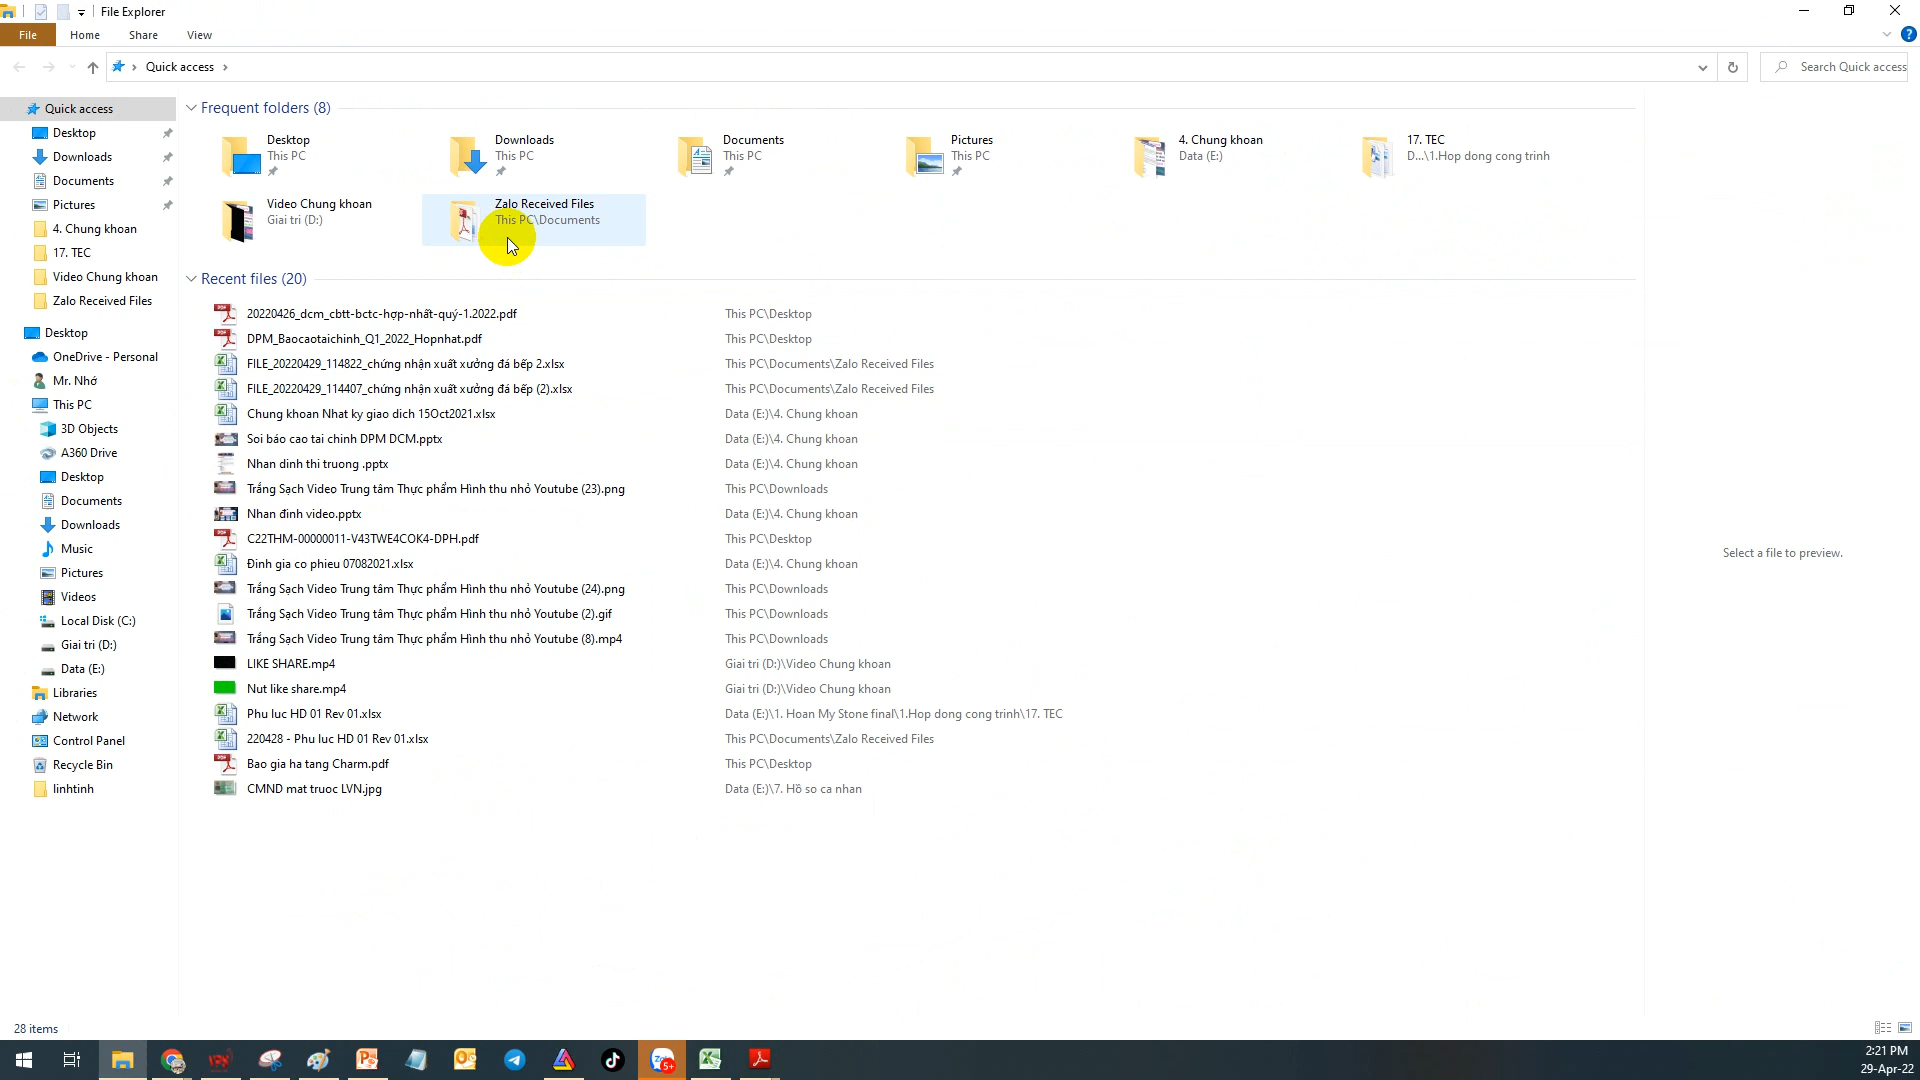 File Explorer
File Home Share View
Quick access
Search Quick access
Quick access
Desktop
Downloads
Documents
Pictures
4. Chung khoan
17. TEC
Video Chung khoan
Zalo Received Files
Desktop
OneDrive - Personal
Mr. Nhớ
This PC
3D Objects
A360 Drive
Desktop
Documents
Downloads
Music
Pictures
Videos
Local Disk (C:)
Giai tri (D:)
Data (E:)
Libraries
Network
Control Panel
Recycle Bin
linhtinh
Frequent folders (8)
Desktop
This PC
Downloads
This PC
Documents
This PC
Pictures
This PC
4. Chung khoan
Data (E:)
17. TEC
D...\1.Hop dong cong trinh
Video Chung khoan
Giai tri (D:)
Zalo Received Files
This PC\Documents
Recent files (20)
20220426_dcm_cbtt-bctc-hợp-nhất-quý-1.2022.pdf This PC\Desktop
DPM_Baocaotaichinh_Q1_2022_Hopnhat.pdf This PC\Desktop
FILE_20220429_114822_chứng nhận xuất xưởng đá bếp 2.xlsx This PC\Documents\Zalo Received Files
FILE_20220429_114407_chứng nhận xuất xưởng đá bếp (2).xlsx This PC\Documents\Zalo Received Files
Chung khoan Nhat ky giao dich 15Oct2021.xlsx Data (E:)\4. Chung khoan
Soi báo cao tai chinh DPM DCM.pptx Data (E:)\4. Chung khoan
Nhan dinh thi truong .pptx Data (E:)\4. Chung khoan
Trắng Sạch Video Trung tâm Thực phẩm Hình thu nhỏ Youtube (23).png This PC\Downloads
Nhan đinh video.pptx Data (E:)\4. Chung khoan
C22THM-00000011-V43TWE4COK4-DPH.pdf This PC\Desktop
Đinh gia co phieu 07082021.xlsx Data (E:)\4. Chung khoan
Trắng Sạch Video Trung tâm Thực phẩm Hình thu nhỏ Youtube (24).png This PC\Downloads
Trắng Sạch Video Trung tâm Thực phẩm Hình thu nhỏ Youtube (2).gif This PC\Downloads
Trắng Sạch Video Trung tâm Thực phẩm Hình thu nhỏ Youtube (8).mp4 This PC\Downloads
LIKE SHARE.mp4 Giai tri (D:)\Video Chung khoan
Nut like share.mp4 Giai tri (D:)\Video Chung khoan
Phu luc HD 01 Rev 01.xlsx Data (E:)\1. Hoan My Stone final\1.Hop dong cong trinh\17. TEC
220428 - Phu luc HD 01 Rev 01.xlsx This PC\Documents\Zalo Received Files
Bao gia ha tang Charm.pdf This PC\Desktop
CMND mat truoc LVN.jpg Data (E:)\7. Hồ so ca nhan
Select a file to preview.
28 items
5+
2:21 PM
29-Apr-22